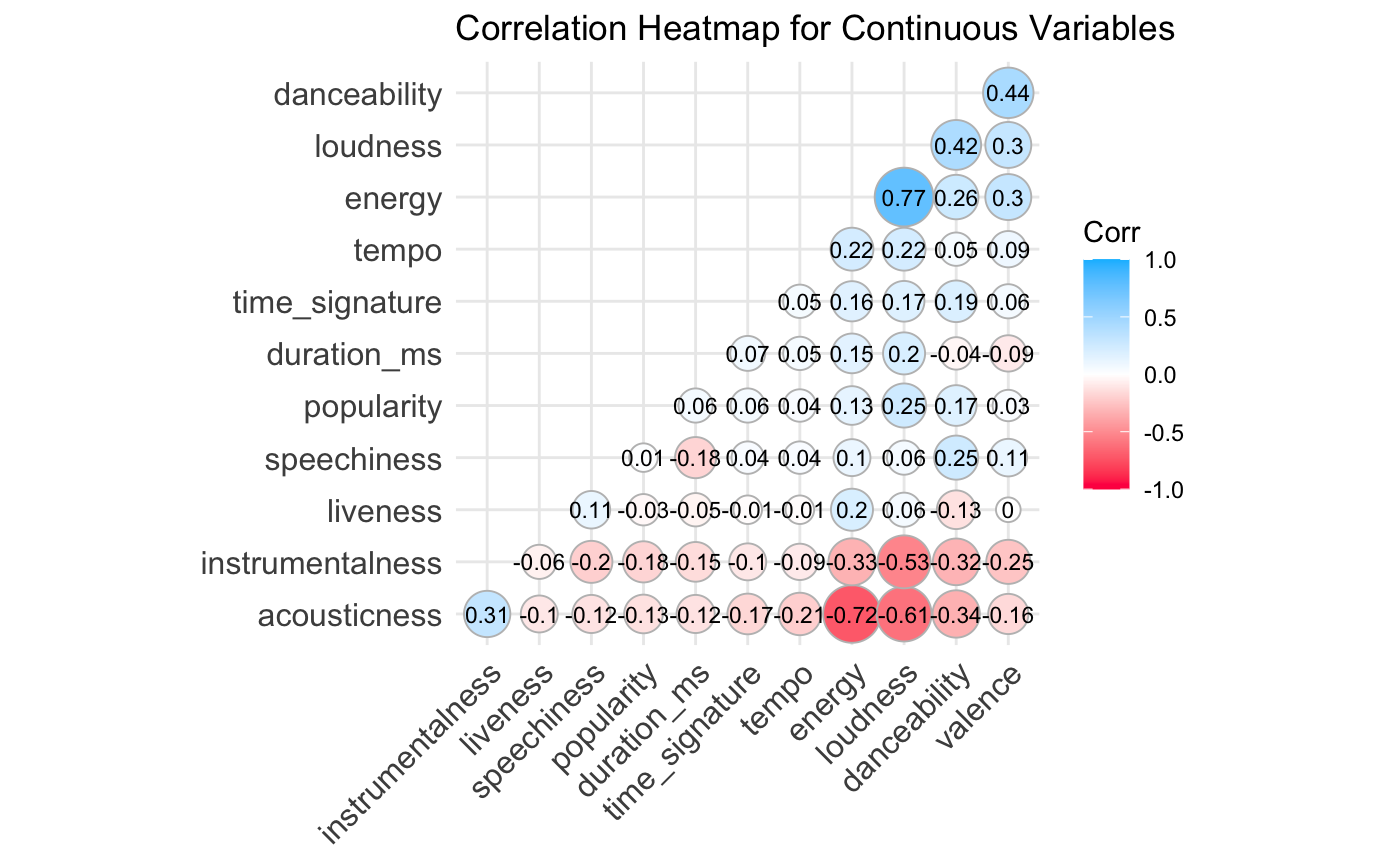 Correlation Heatmap for Continuous Variables
danceability 0.44
loudness 0.42 0.3
energy 0.77 0.26 0.3
tempo 0.22 0.22 0.05 0.09
time_signature 0.05 0.16 0.17 0.19 0.06
duration_ms 0.07 0.05 0.15 0.2 -0.04 -0.09
popularity 0.06 0.06 0.04 0.13 0.25 0.17 0.03
speechiness 0.01 -0.18 0.04 0.04 0.1 0.06 0.25 0.11
liveness 0.11 -0.03 -0.05 -0.01 -0.01 0.2 0.06 -0.13 0
instrumentalness -0.06 -0.2 -0.18 -0.15 -0.1 -0.09 -0.33 -0.53 -0.32 -0.25
acousticness 0.31 -0.1 -0.12 -0.13 -0.12 -0.17 -0.21 -0.72 -0.61 -0.34 -0.16
instrumentalness
liveness
speechiness
popularity
duration_ms
time_signature
tempo
energy
loudness
danceability
valence
Corr
1.0
0.5
0.0
-0.5
-1.0